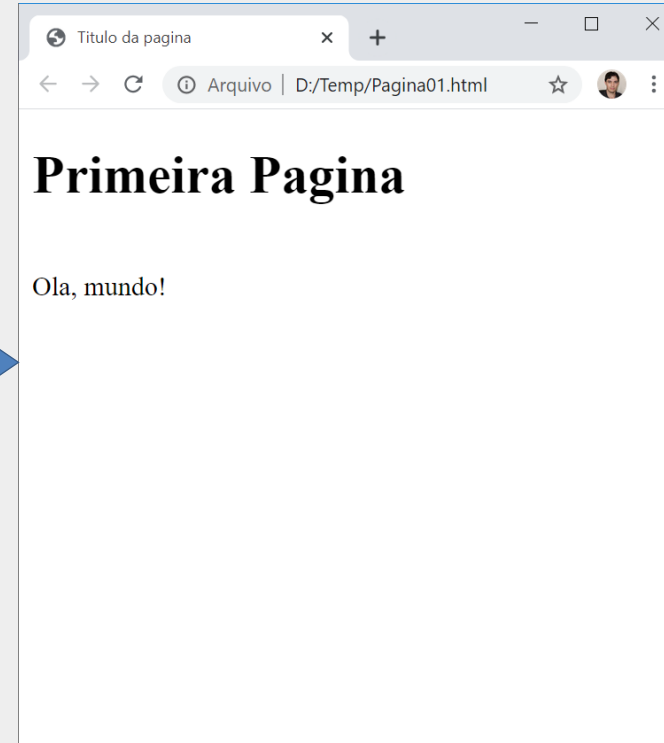 Titulo da pagina
Arquivo | D:/Temp/Pagina01.html
Primeira Pagina
Ola, mundo!